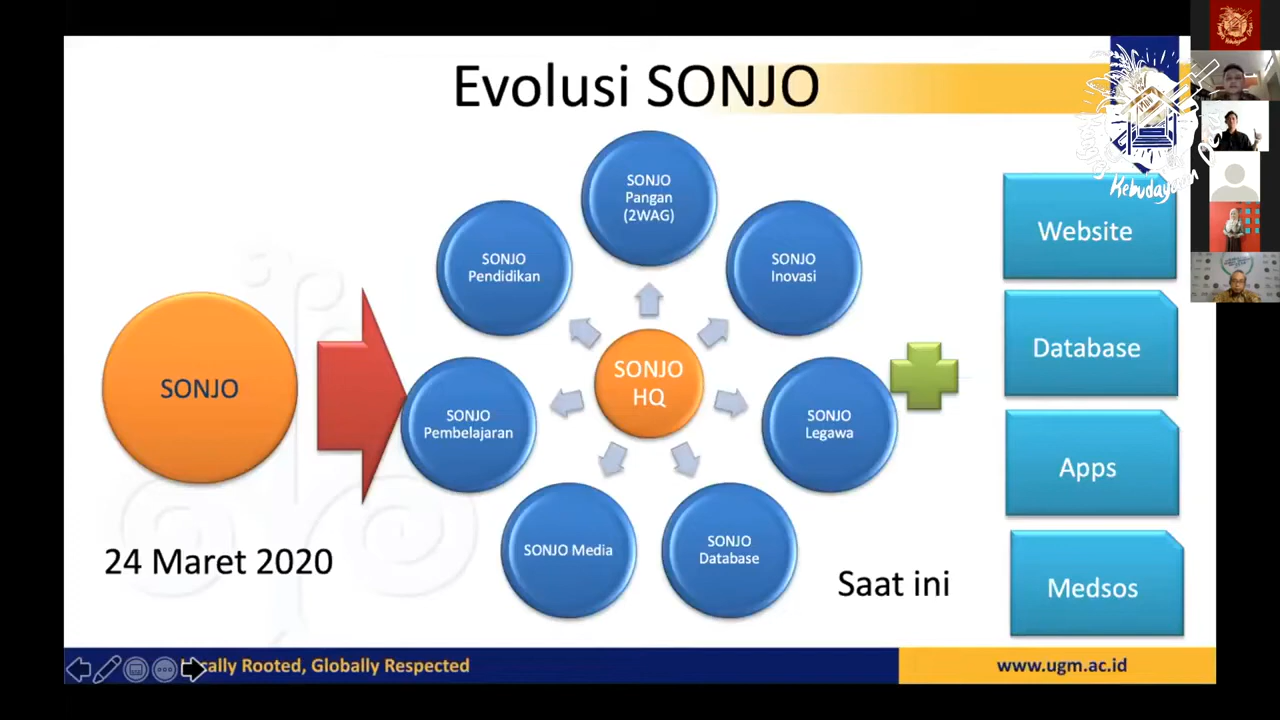 Evolusi SONJO
SONJO
24 Maret 2020
SONJO
HQ
SONJO
Pangan
(2WAG)
SONJO
Inovasi
SONJO
Legawa
SONJO
Database
SONJO Media
SONJO
Pembelajaran
SONJO
Pendidikan
Saat ini
Website
Database
Apps
Medsos
Kebudayaan
Rooted, Globally Respected
www.ugm.ac.id